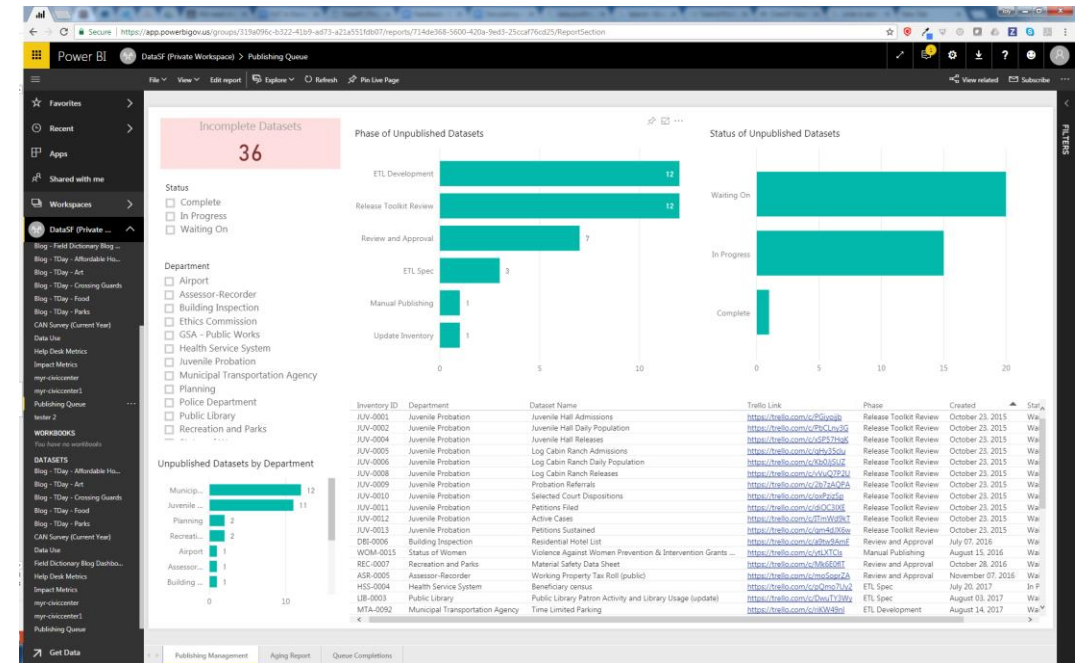 Secure | https://app.powerbigov.us/groups/319a096c-b322-41b9-ad73-a21a551fdb07/reports/714de368-5600-420a-9ed3-25ccaf76cd25/ReportSection
Power BI DataSF (Private Workspace) > Publishing Queue
File View Edit report Explore Refresh Pin Live Page View related Subscribe
Favorites
Recent
Apps
Shared with me
Workspaces
DataSF (Private ...
Blog - Field Dictionary Blog ...
Blog - TDay - Affordable Ho...
Blog - TDay - Art
Blog - TDay - Crossing Guards
Blog - TDay - Food
Blog - TDay - Parks
CAN Survey (Current Year)
Data Use
Help Desk Metrics
Impact Metrics
myr-civiccenter
myr-civiccenter1
Publishing Queue ...
tester 2
WORKBOOKS
You have no workbooks
DATASETS
Blog - TDay - Affordable Ho...
Blog - TDay - Art
Blog - TDay - Crossing Guards
Blog - TDay - Food
Blog - TDay - Parks
CAN Survey (Current Year)
Data Use
Field Dictionary Blog Dashbo...
Help Desk Metrics
Impact Metrics
myr-civiccenter
myr-civiccenter1
Publishing Queue
Get Data
Incomplete Datasets
36
Status
Complete
In Progress
Waiting On
Department
Airport
Assessor-Recorder
Building Inspection
Ethics Commission
GSA - Public Works
Health Service System
Juvenile Probation
Municipal Transportation Agency
Planning
Police Department
Public Library
Recreation and Parks
Unpublished Datasets by Department
Municip... 12
Juvenile ... 11
Planning 2
Recreati... 2
Airport 1
Assessor... 1
Building ... 1
0 10
Phase of Unpublished Datasets
ETL Development 12
Release Toolkit Review 12
Review and Approval 7
ETL Spec 3
Manual Publishing 1
Update Inventory 1
0 5 10
Status of Unpublished Datasets
Waiting On
In Progress
Complete
0 5 10 15 20
FILTERS
Inventory ID Department Dataset Name Trello Link Phase Created
JUV-0001 Juvenile Probation Juvenile Hall Admissions Release Toolkit Review October 23, 2015
JUV-0002 Juvenile Probation Juvenile Hall Daily Population Release Toolkit Review October 23, 2015
JUV-0004 Juvenile Probation Juvenile Hall Releases Release Toolkit Review October 23, 2015
JUV-0005 Juvenile Probation Log Cabin Ranch Admissions Release Toolkit Review October 23, 2015
JUV-0006 Juvenile Probation Log Cabin Ranch Daily Population Release Toolkit Review October 23, 2015
JUV-0008 Juvenile Probation Log Cabin Ranch Releases Release Toolkit Review October 23, 2015
JUV-0009 Juvenile Probation Probation Referrals Release Toolkit Review October 23, 2015
JUV-0010 Juvenile Probation Selected Court Dispositions Release Toolkit Review October 23, 2015
JUV-0011 Juvenile Probation Petitions Filed Release Toolkit Review October 23, 2015
JUV-0012 Juvenile Probation Active Cases Release Toolkit Review October 23, 2015
JUV-0013 Juvenile Probation Petitions Sustained Release Toolkit Review October 23, 2015
DBI-0006 Building Inspection Residential Hotel List Review and Approval July 07, 2016
WOM-0015 Status of Women Violence Against Women Prevention & Intervention Grants ... Manual Publishing August 15, 2016
REC-0007 Recreation and Parks Material Safety Data Sheet Review and Approval October 28, 2016
ASR-0005 Assessor-Recorder Working Property Tax Roll (public) Review and Approval November 07, 2016
HSS-0004 Health Service System Beneficiary census ETL Spec July 20, 2017
LIB-0003 Public Library Public Library Patron Activity and Library Usage (update) ETL Spec August 03, 2017
MTA-0092 Municipal Transportation Agency Time Limited Parking ETL Development August 14, 2017
Publishing Management Aging Report Queue Completions